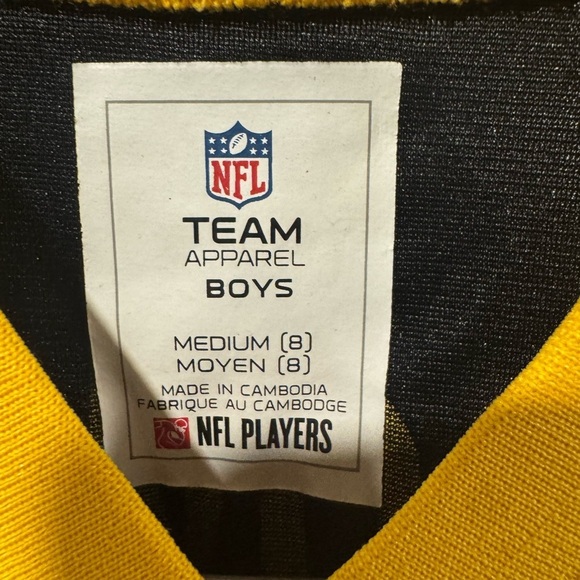 NFL
TEAM
APPAREL
BOYS
MEDIUM (8)
MOYEN (8)
MADE IN CAMBODIA
FABRIQUE AU CAMBODGE
NFL PLAYERS